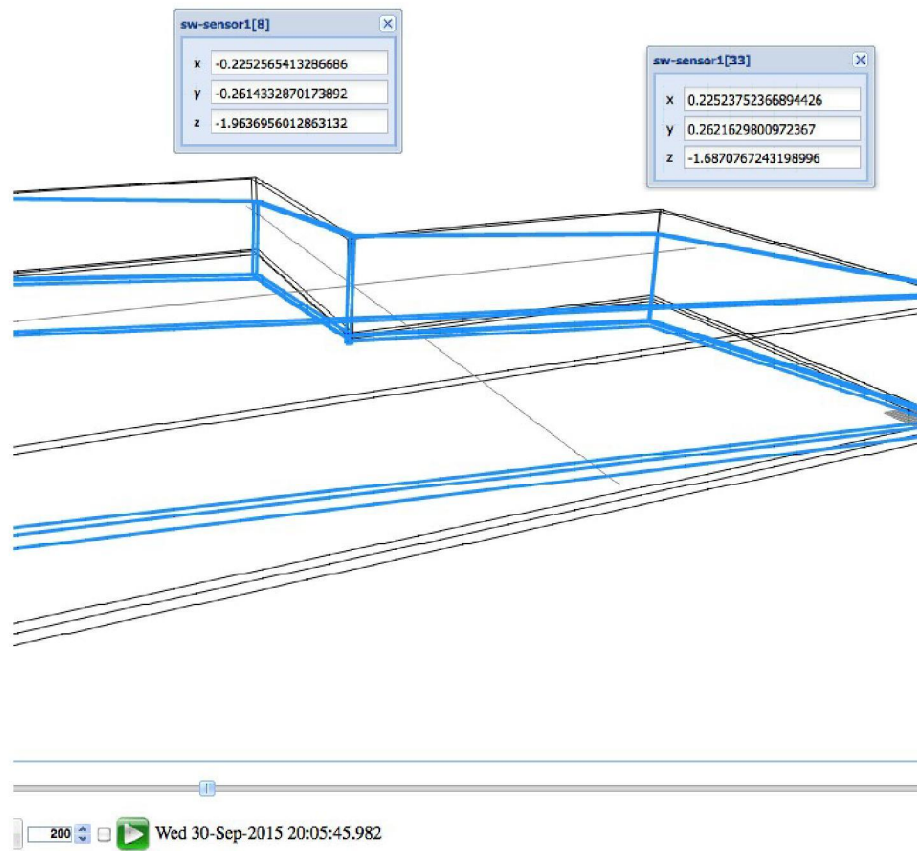 sw-sensor1[8]
x -0.2252565413286686
y -0.2614332870173892
z -1.9636956012863132
sw-sensor1[33]
x 0.22523752366894426
y 0.2621629800972367
z -1.6870767243198996
200 Wed 30-Sep-2015 20:05:45.982